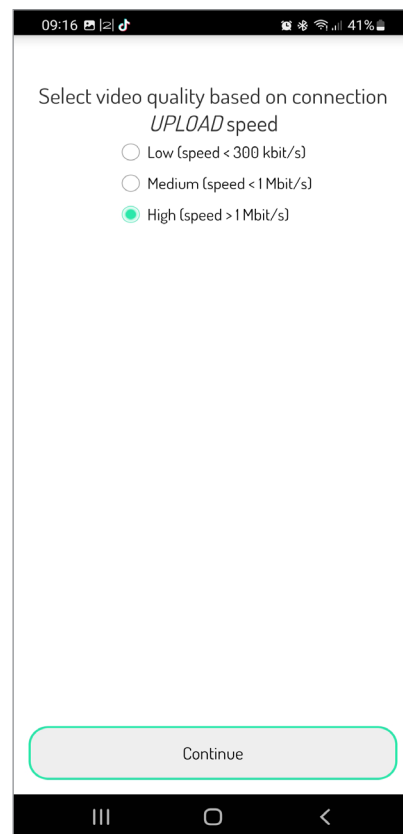 09:16 |2| 41%
Select video quality based on connection
UPLOAD speed
Low (speed < 300 kbit/s)
Medium (speed < 1 Mbit/s)
High (speed > 1 Mbit/s)
Continue